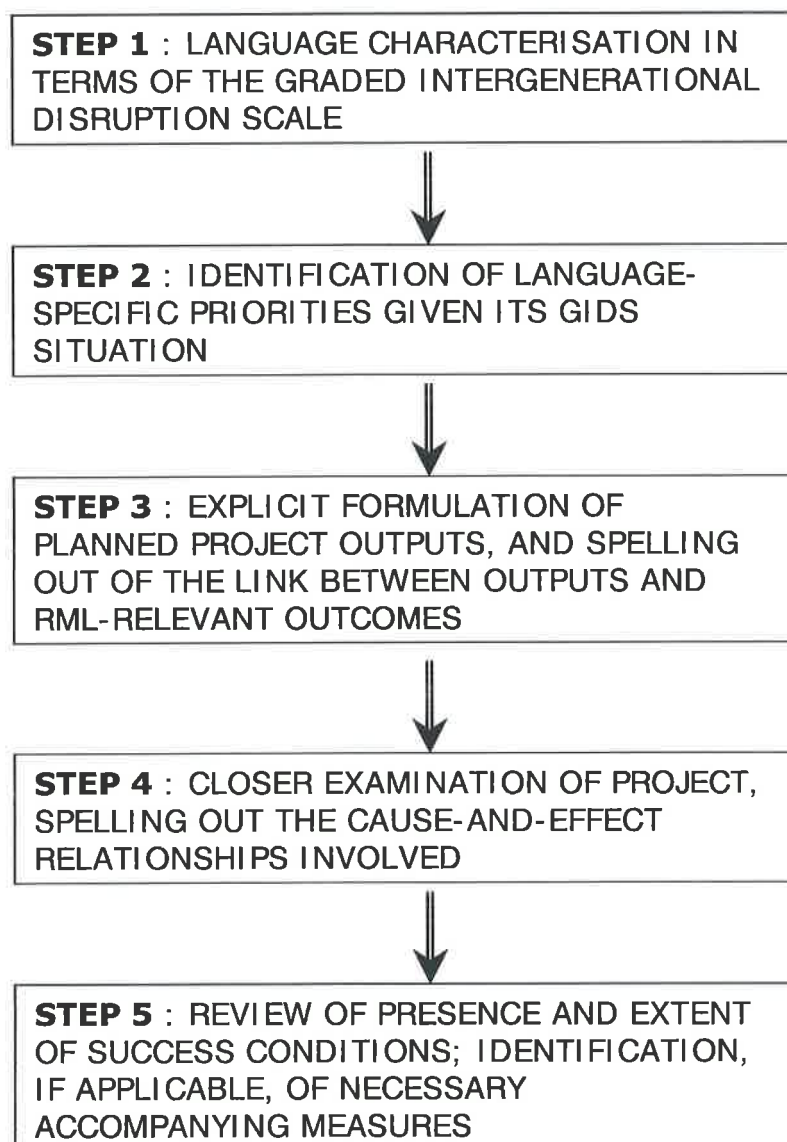 STEP 1 : LANGUAGE CHARACTERISATION IN
TERMS OF THE GRADED INTERGENERATIONAL
DISRUPTION SCALE
STEP 2 : IDENTIFICATION OF LANGUAGE-
SPECIFIC PRIORITIES GIVEN ITS GIDS
SITUATION
STEP 3 : EXPLICIT FORMULATION OF
PLANNED PROJECT OUTPUTS, AND SPELLING
OUT OF THE LINK BETWEEN OUTPUTS AND
RML-RELEVANT OUTCOMES
STEP 4 : CLOSER EXAMINATION OF PROJECT,
SPELLING OUT THE CAUSE-AND-EFFECT
RELATIONSHIPS INVOLVED
STEP 5 : REVIEW OF PRESENCE AND EXTENT
OF SUCCESS CONDITIONS; IDENTIFICATION,
IF APPLICABLE, OF NECESSARY
ACCOMPANYING MEASURES